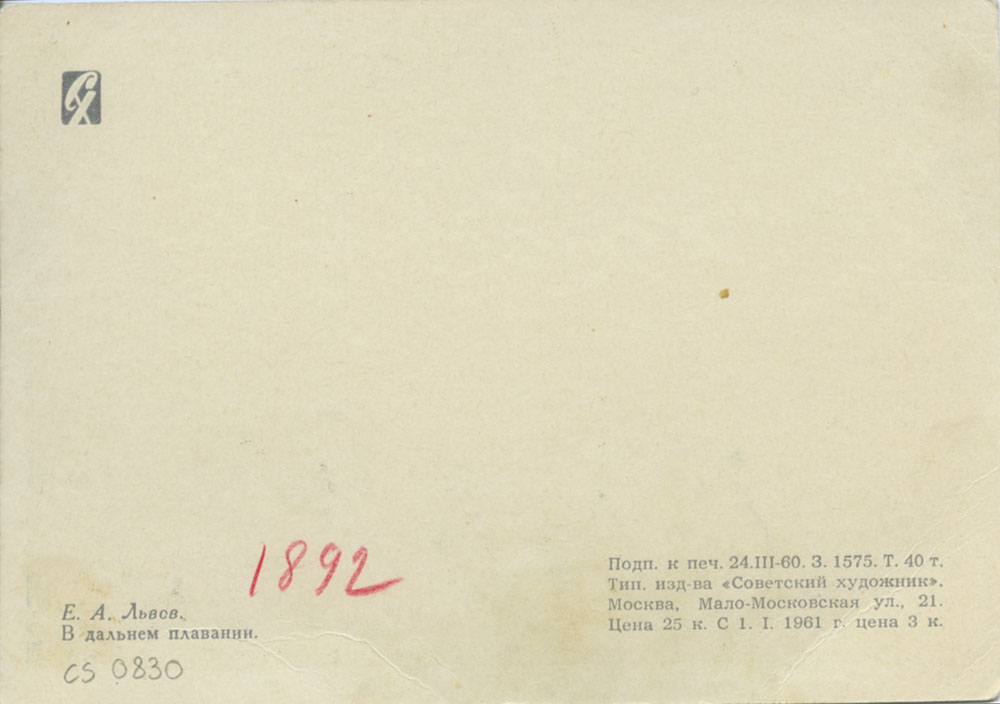 СХ
1892
Е. А. Львов.
В дальнем плавании.
CS 0830
Подп. к печ. 24.III-60. З. 1575. Т. 40 т.
Тип. изд-ва «Советский художник».
Москва, Мало-Московская ул., 21.
Цена 25 к. С 1. I. 1961 г. цена 3 к.